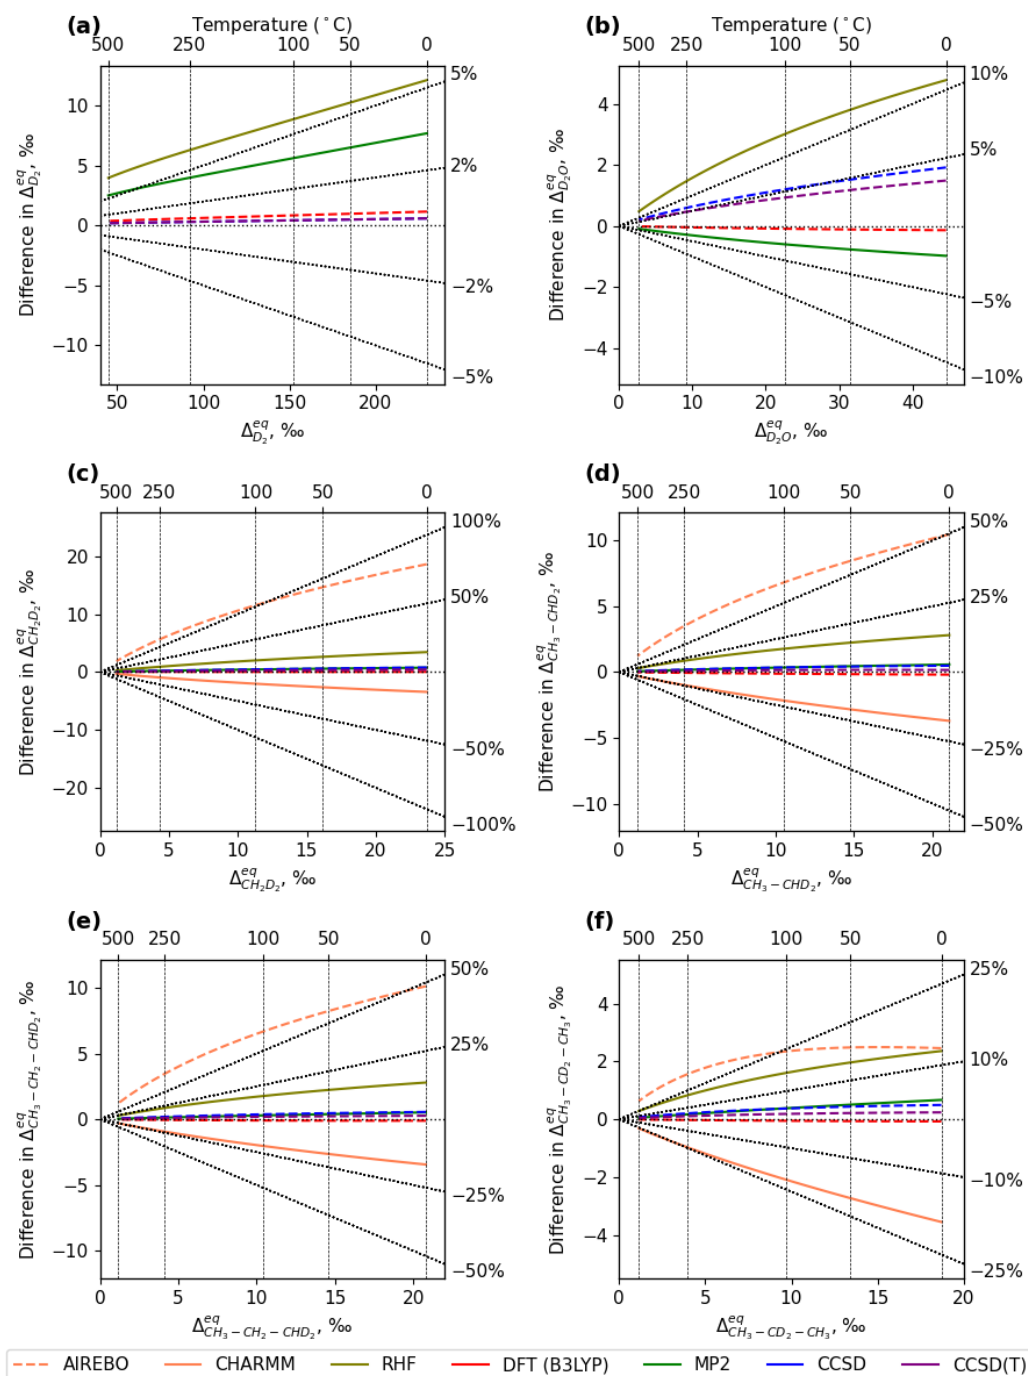 (a) Temperature (°C) (b) Temperature (°C)
500 250 100 50 0 500 250 100 50 0
5% 10%
10 4
2% 5%
5 2
0 0
−5 −2% −2 −5%
−10 −4
−5% −10%
Difference in Δ^{eq}_{D_2}, ‰ Difference in Δ^{eq}_{D_2O}, ‰
50 100 150 200 0 10 20 30 40
Δ^{eq}_{D_2}, ‰ Δ^{eq}_{D_2O}, ‰
(c) (d)
500 250 100 50 0 500 250 100 50 0
100% 50%
20 10
50% 25%
10 5
0 0
−10 −50% −5 −25%
−20 −10
−100% −50%
Difference in Δ^{eq}_{CH_2D_2}, ‰ Difference in Δ^{eq}_{CH_3−CHD_2}, ‰
0 5 10 15 20 25 0 5 10 15 20
Δ^{eq}_{CH_2D_2}, ‰ Δ^{eq}_{CH_3−CHD_2}, ‰
(e) (f)
500 250 100 50 0 500 250 100 50 0
50% 25%
10 4
25% 10%
5 2
0 0
−5 −25% −2 −10%
−10 −4
−50% −25%
Difference in Δ^{eq}_{CH_3−CH_2−CHD_2}, ‰ Difference in Δ^{eq}_{CH_3−CD_2−CH_3}, ‰
0 5 10 15 20 0 5 10 15 20
Δ^{eq}_{CH_3−CH_2−CHD_2}, ‰ Δ^{eq}_{CH_3−CD_2−CH_3}, ‰
AIREBO CHARMM RHF DFT (B3LYP) MP2 CCSD CCSD(T)